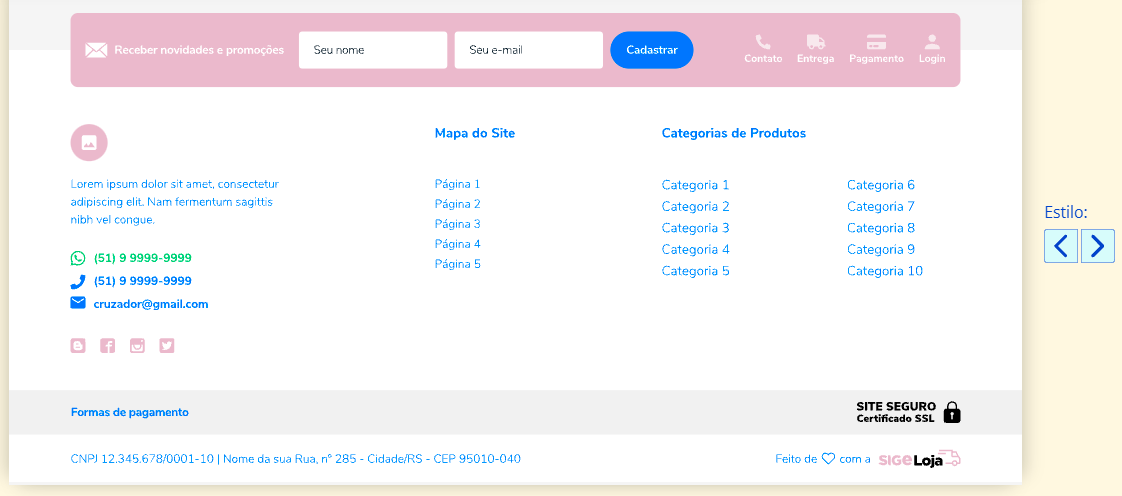 Receber novidades e promoções
Seu nome
Seu e-mail
Cadastrar
Contato
Entrega
Pagamento
Login
Mapa do Site
Categorias de Produtos
Lorem ipsum dolor sit amet, consectetur
adipiscing elit. Nam fermentum sagittis
nibh vel congue.
(51) 9 9999-9999
(51) 9 9999-9999
cruzador@gmail.com
Página 1
Página 2
Página 3
Página 4
Página 5
Categoria 1
Categoria 2
Categoria 3
Categoria 4
Categoria 5
Categoria 6
Categoria 7
Categoria 8
Categoria 9
Categoria 10
Estilo:
Formas de pagamento
SITE SEGURO
Certificado SSL
CNPJ 12.345.678/0001-10 | Nome da sua Rua, nº 285 - Cidade/RS - CEP 95010-040
Feito de ♡ com a SIGeLoja